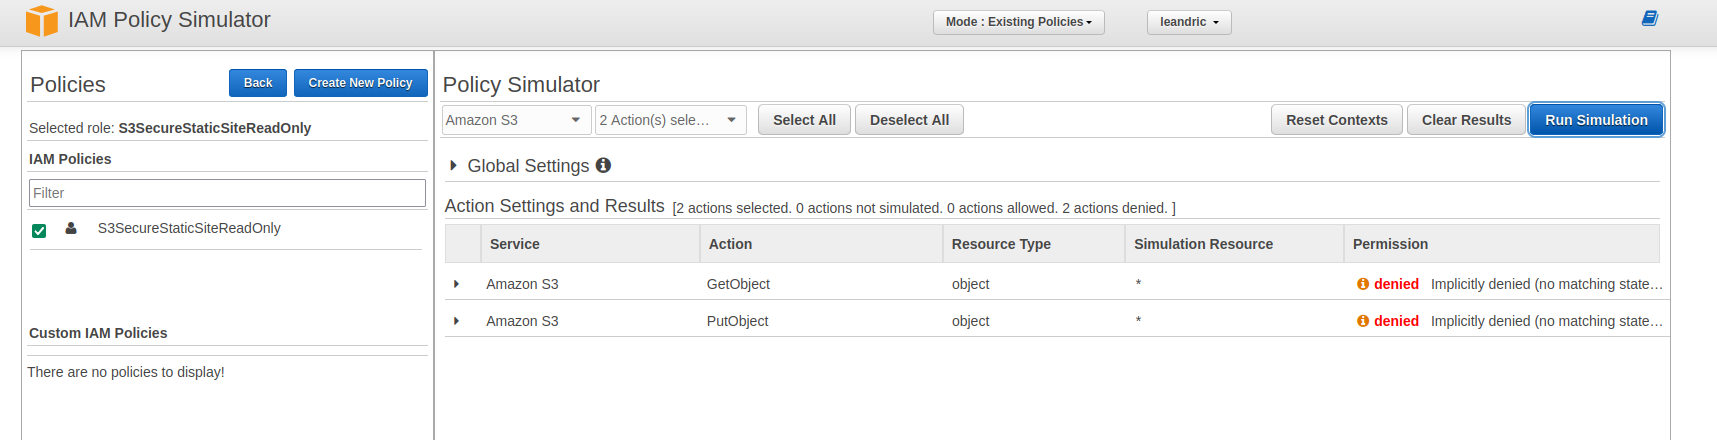 IAM Policy Simulator
Mode : Existing Policies
leandric
Policies
Back
Create New Policy
Selected role: S3SecureStaticSiteReadOnly
IAM Policies
Filter
S3SecureStaticSiteReadOnly
Custom IAM Policies
There are no policies to display!
Policy Simulator
Amazon S3
2 Action(s) sele...
Select All
Deselect All
Reset Contexts
Clear Results
Run Simulation
Global Settings
Action Settings and Results [2 actions selected. 0 actions not simulated. 0 actions allowed. 2 actions denied. ]
Service Action Resource Type Simulation Resource Permission
Amazon S3 GetObject object * denied Implicitly denied (no matching state...
Amazon S3 PutObject object * denied Implicitly denied (no matching state...